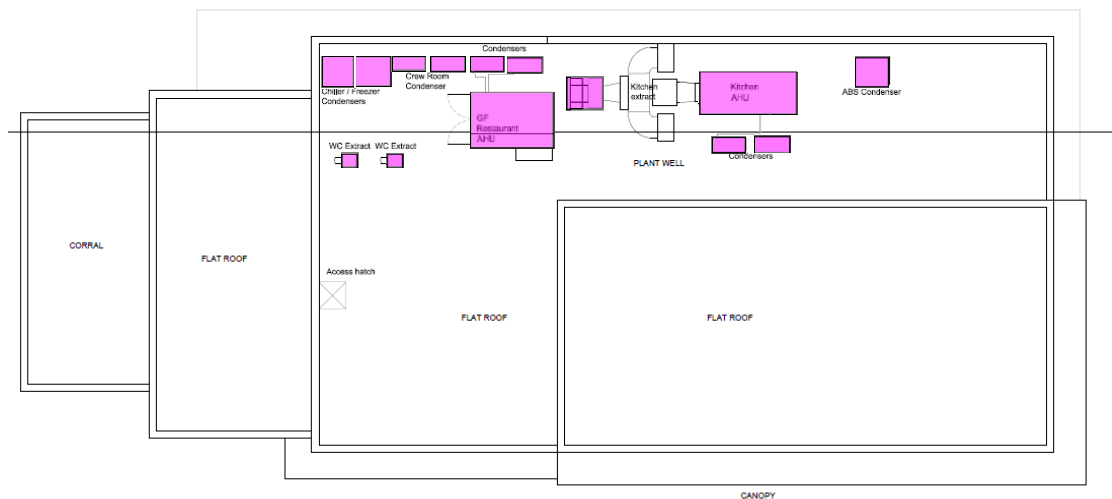 Condensers
Crew Room
Condenser
Chiller / Freezer
Condensers
Kitchen
extract
Kitchen
AHU
ABS Condenser
GF
Restaurant
AHU
WC Extract
WC Extract
Condensers
PLANT WELL
CORRAL
FLAT ROOF
Access hatch
FLAT ROOF
FLAT ROOF
CANOPY